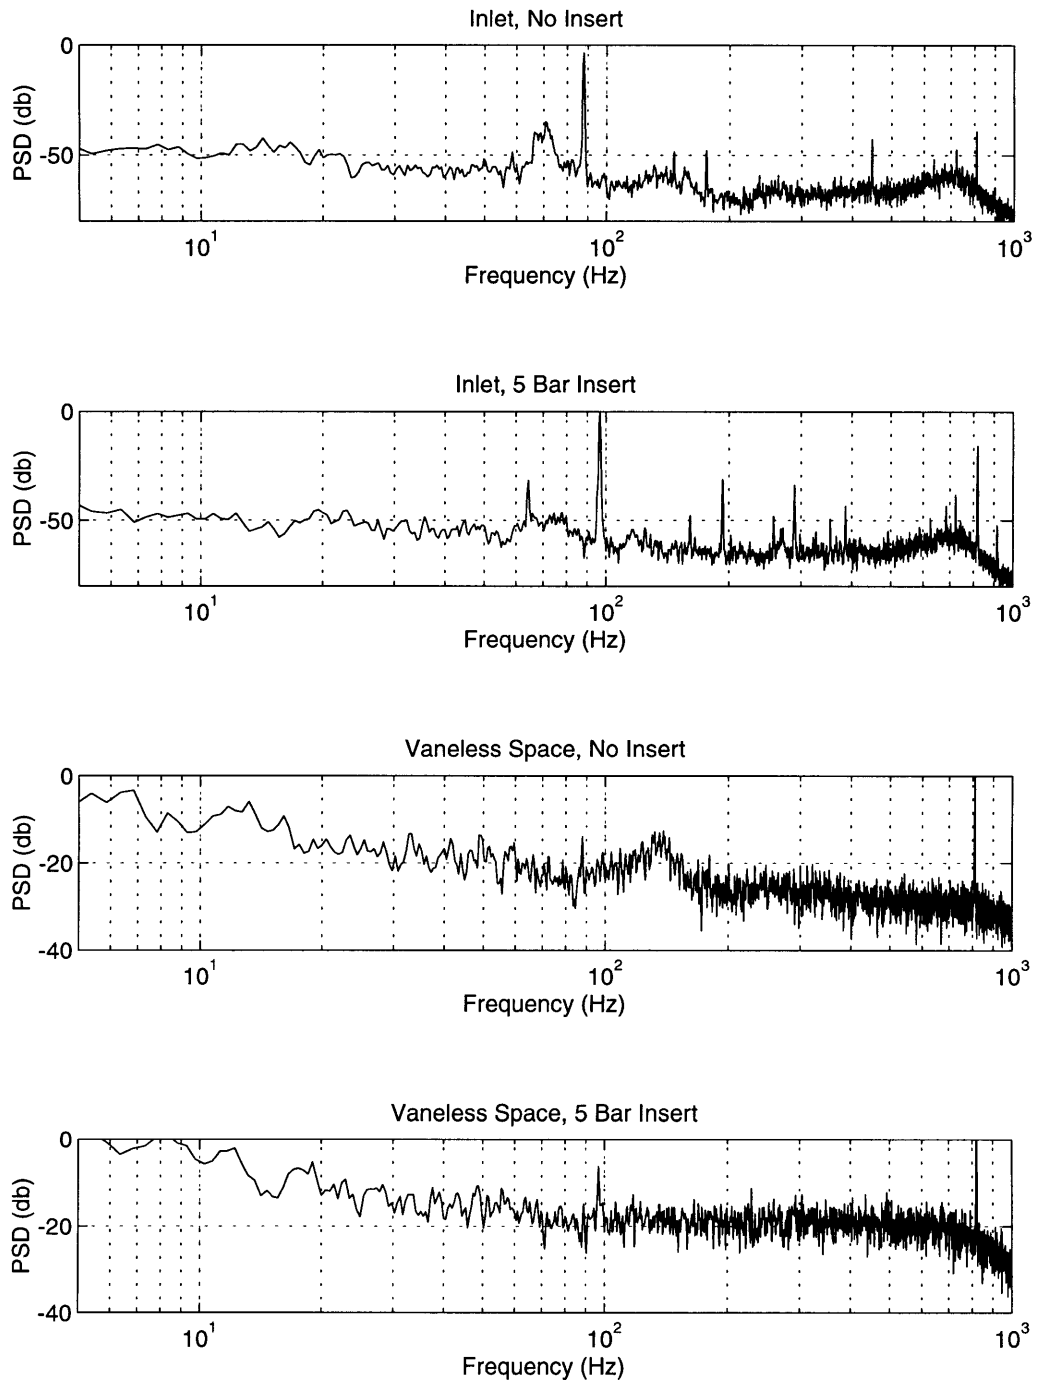 Inlet, No Insert
0
-50
PSD (db)
10^1
10^2
10^3
Frequency (Hz)
Inlet, 5 Bar Insert
0
-50
PSD (db)
10^1
10^2
10^3
Frequency (Hz)
Vaneless Space, No Insert
0
-20
-40
PSD (db)
10^1
10^2
10^3
Frequency (Hz)
Vaneless Space, 5 Bar Insert
0
-20
-40
PSD (db)
10^1
10^2
10^3
Frequency (Hz)